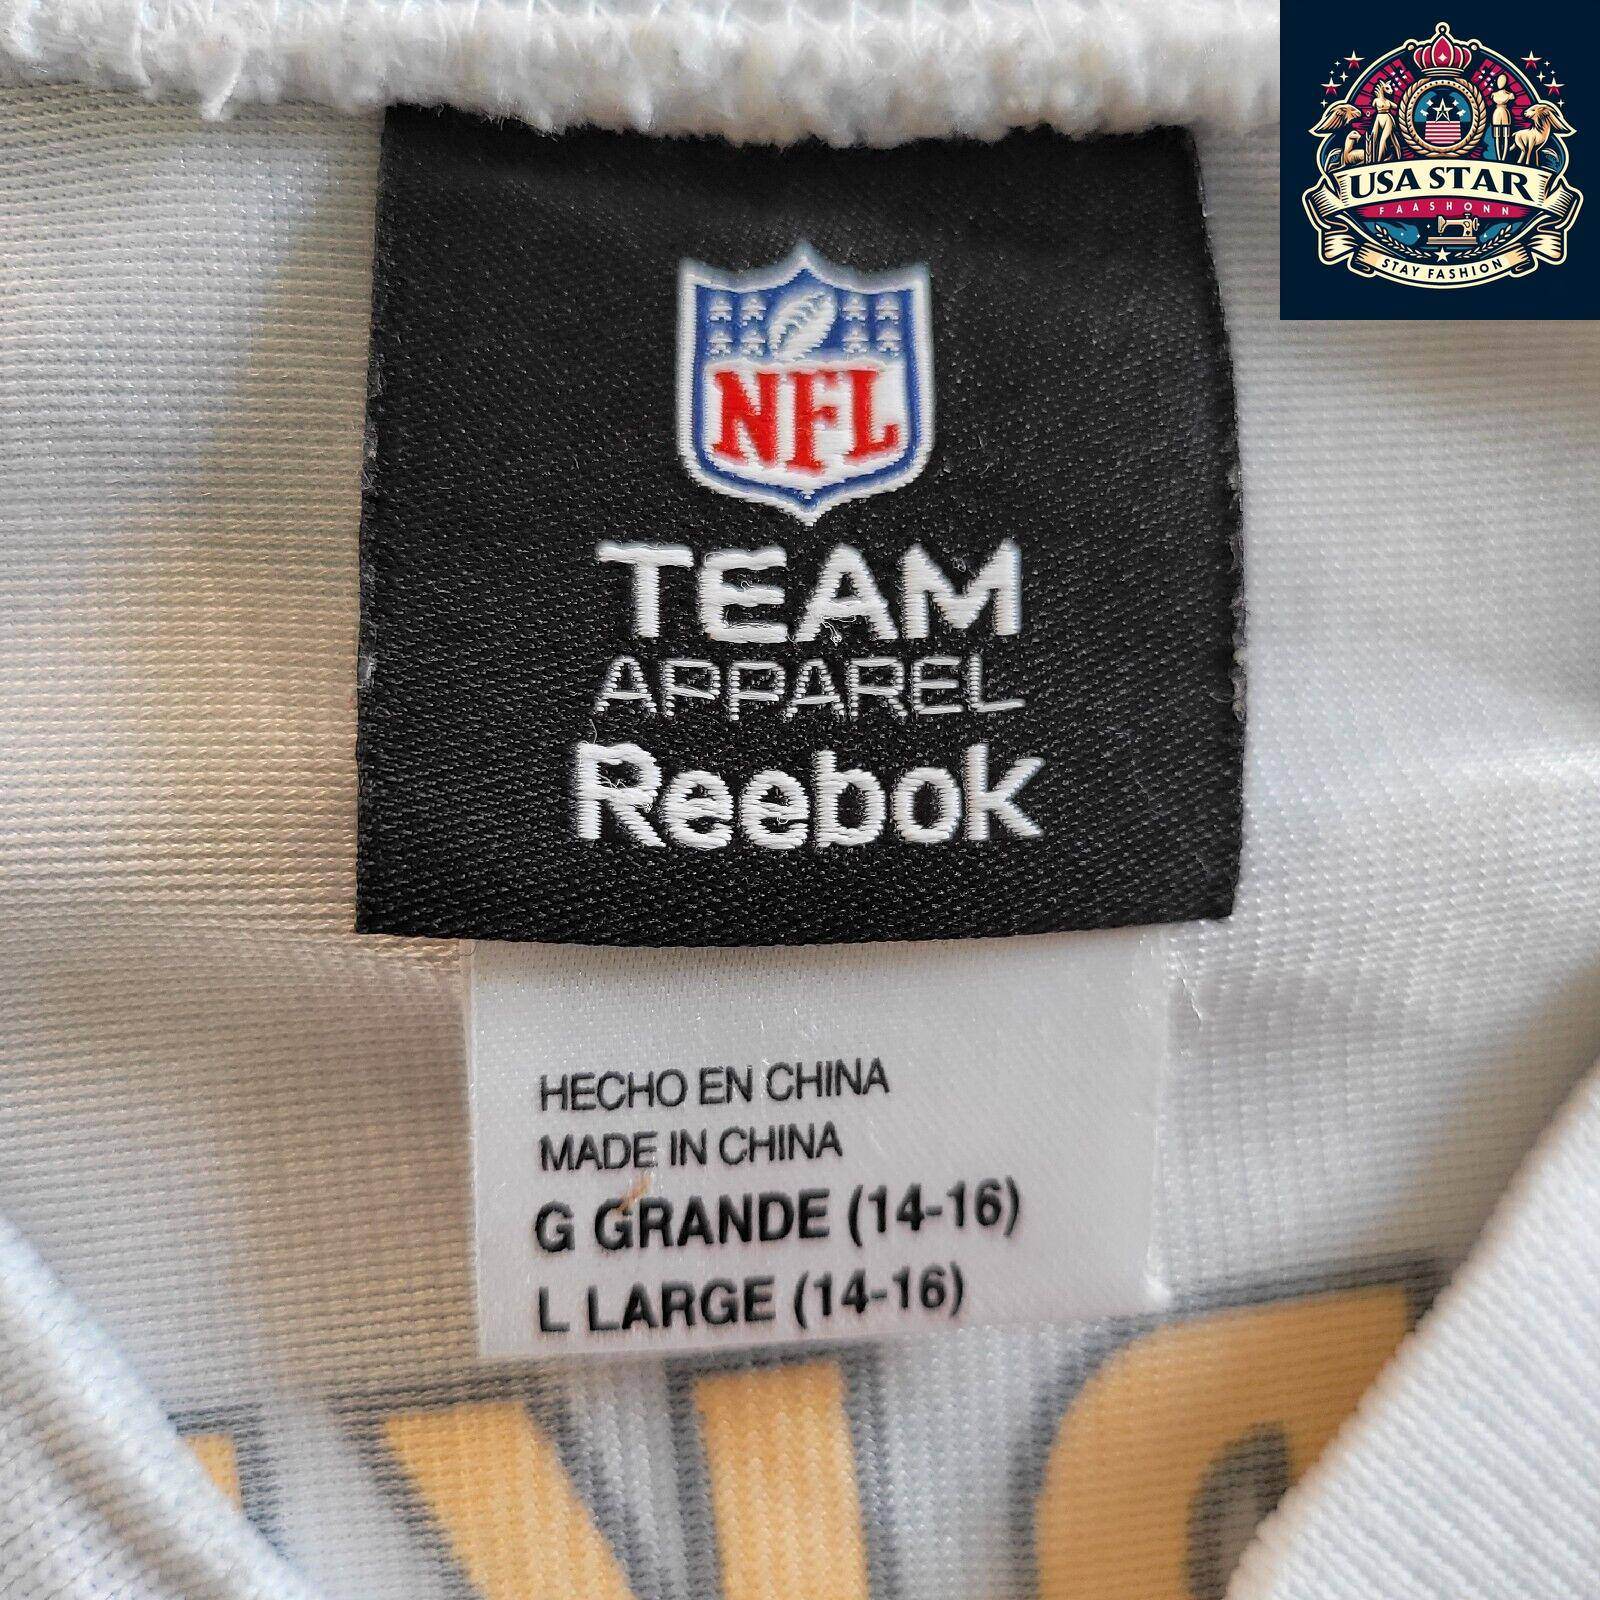 USA STAR
FAASHONN
STAY FASHION
NFL
TEAM
APPAREL
Reebok
HECHO EN CHINA
MADE IN CHINA
G GRANDE (14-16)
L LARGE (14-16)